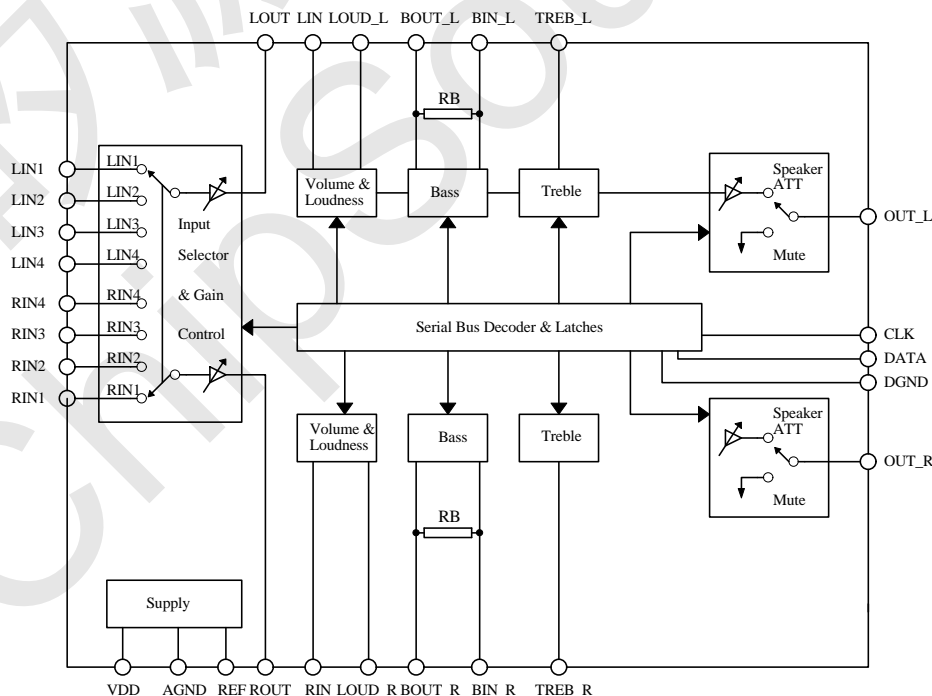 LOUT LIN LOUD_L BOUT_L BIN_L TREB_L
RB
LIN1
LIN2
LIN3
LIN4
RIN4
RIN3
RIN2
RIN1
LIN1
LIN2
LIN3
LIN4
RIN4
RIN3
RIN2
RIN1
Input
Selector
& Gain
Control
Volume &
Loudness
Bass
Treble
Speaker
ATT
Mute
OUT_L
Serial Bus Decoder & Latches
CLK
DATA
DGND
Volume &
Loudness
Bass
Treble
Speaker
ATT
Mute
OUT_R
RB
Supply
VDD AGND REF ROUT RIN LOUD_R BOUT_R BIN_R TREB_R